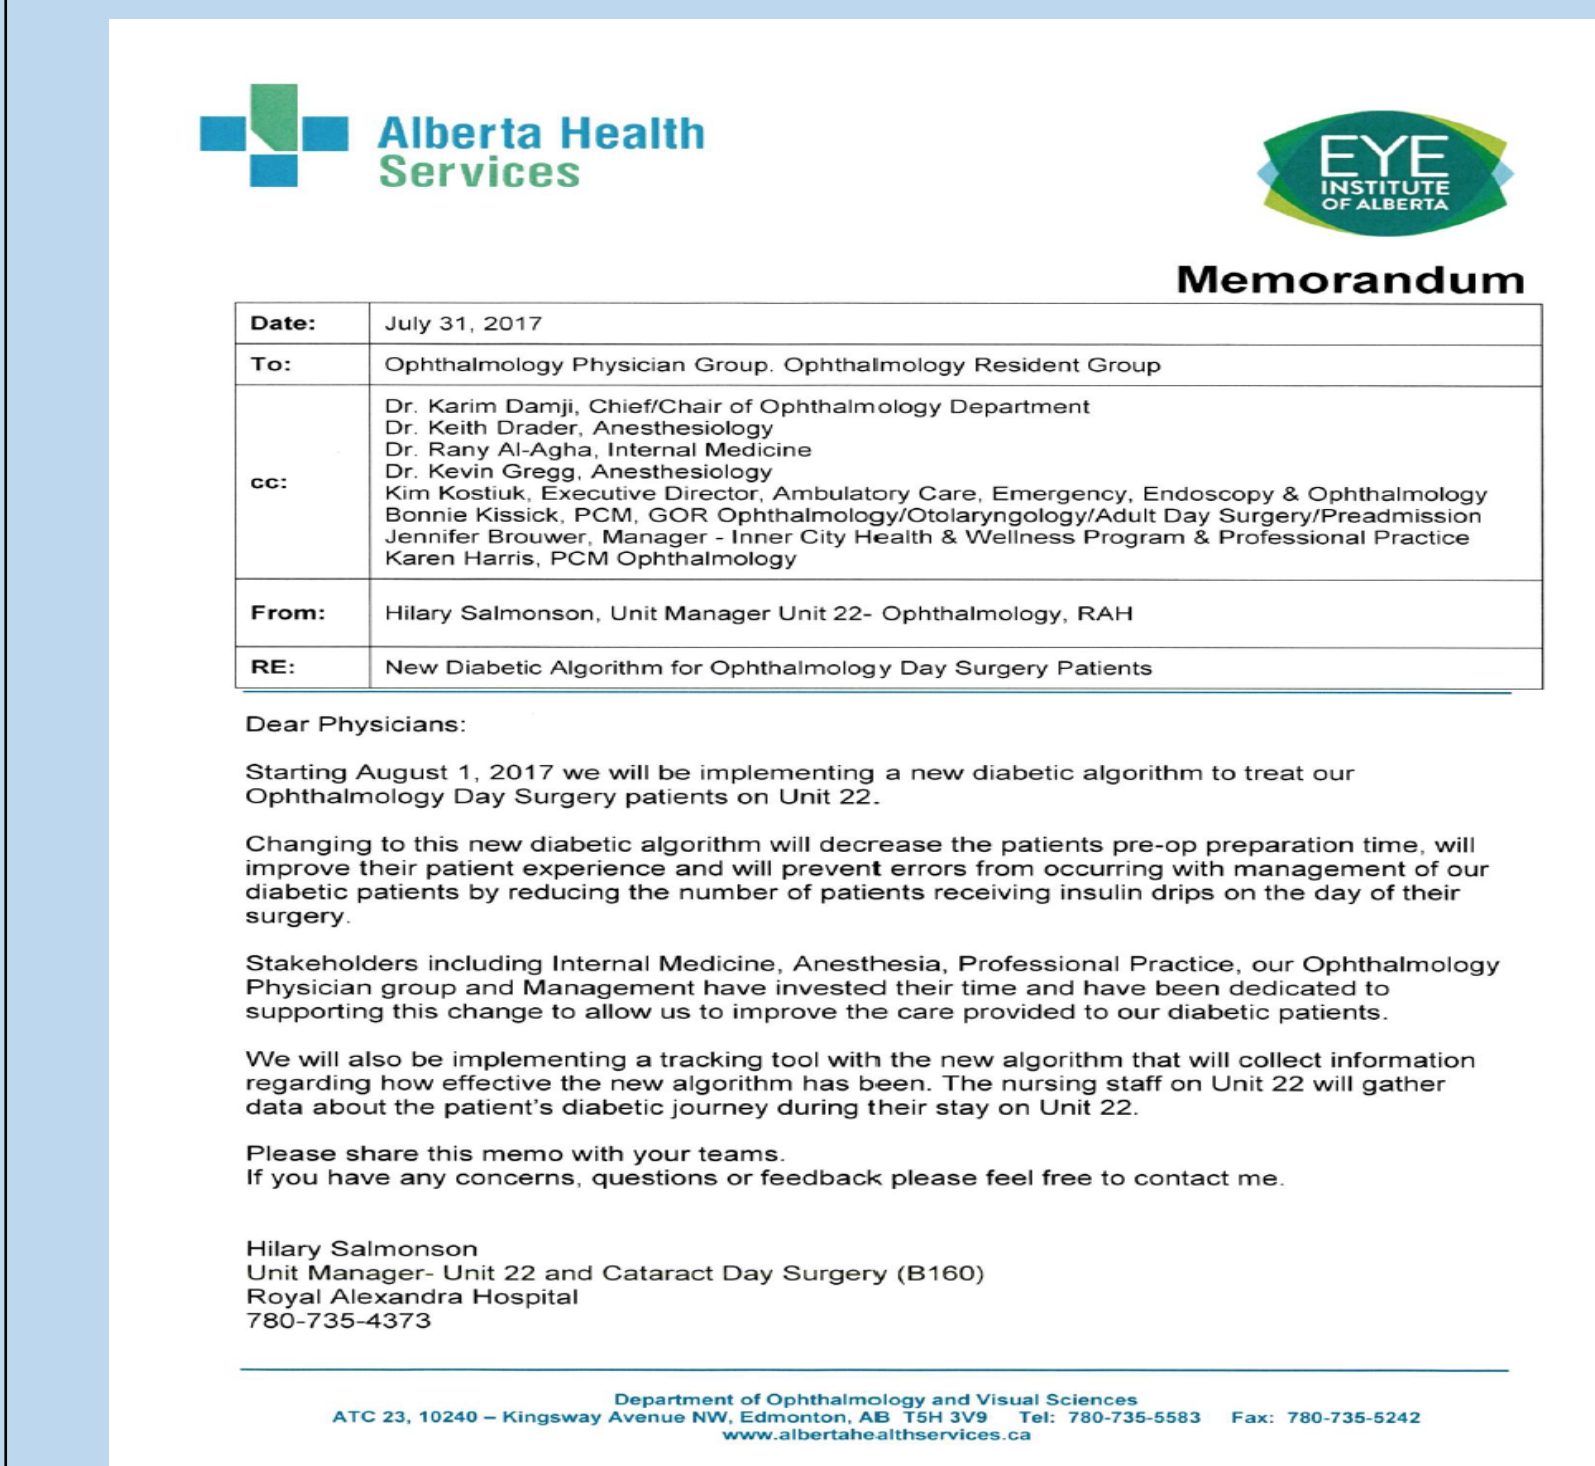 Alberta Health
Services
EYE
INSTITUTE
OF ALBERTA
Memorandum
Date: July 31, 2017
To: Ophthalmology Physician Group. Ophthalmology Resident Group
cc:
Dr. Karim Damji, Chief/Chair of Ophthalmology Department
Dr. Keith Drader, Anesthesiology
Dr. Rany Al-Agha, Internal Medicine
Dr. Kevin Gregg, Anesthesiology
Kim Kostiuk, Executive Director, Ambulatory Care, Emergency, Endoscopy & Ophthalmology
Bonnie Kissick, PCM, GOR Ophthalmology/Otolaryngology/Adult Day Surgery/Preadmission
Jennifer Brouwer, Manager - Inner City Health & Wellness Program & Professional Practice
Karen Harris, PCM Ophthalmology
From: Hilary Salmonson, Unit Manager Unit 22- Ophthalmology, RAH
RE: New Diabetic Algorithm for Ophthalmology Day Surgery Patients
Dear Physicians:
Starting August 1, 2017 we will be implementing a new diabetic algorithm to treat our
Ophthalmology Day Surgery patients on Unit 22.
Changing to this new diabetic algorithm will decrease the patients pre-op preparation time, will
improve their patient experience and will prevent errors from occurring with management of our
diabetic patients by reducing the number of patients receiving insulin drips on the day of their
surgery.
Stakeholders including Internal Medicine, Anesthesia, Professional Practice, our Ophthalmology
Physician group and Management have invested their time and have been dedicated to
supporting this change to allow us to improve the care provided to our diabetic patients.
We will also be implementing a tracking tool with the new algorithm that will collect information
regarding how effective the new algorithm has been. The nursing staff on Unit 22 will gather
data about the patient's diabetic journey during their stay on Unit 22.
Please share this memo with your teams.
If you have any concerns, questions or feedback please feel free to contact me.
Hilary Salmonson
Unit Manager- Unit 22 and Cataract Day Surgery (B160)
Royal Alexandra Hospital
780-735-4373
Department of Ophthalmology and Visual Sciences
ATC 23, 10240 – Kingsway Avenue NW, Edmonton, AB T5H 3V9 Tel: 780-735-5583 Fax: 780-735-5242
www.albertahealthservices.ca